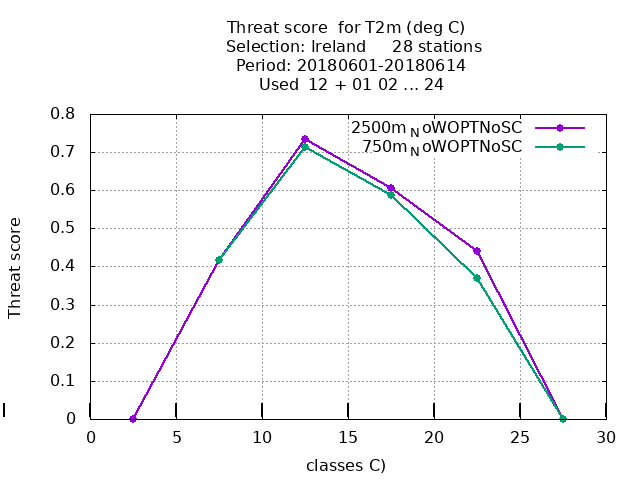 Threat score for T2m (deg C)
Selection: Ireland 28 stations
Period: 20180601-20180614
Used 12 + 01 02 ... 24
2500m_NoWOPTNoSC
750m_NoWOPTNoSC
0.8
0.7
0.6
0.5
0.4
0.3
0.2
0.1
0
Threat score
0 5 10 15 20 25 30
classes C)